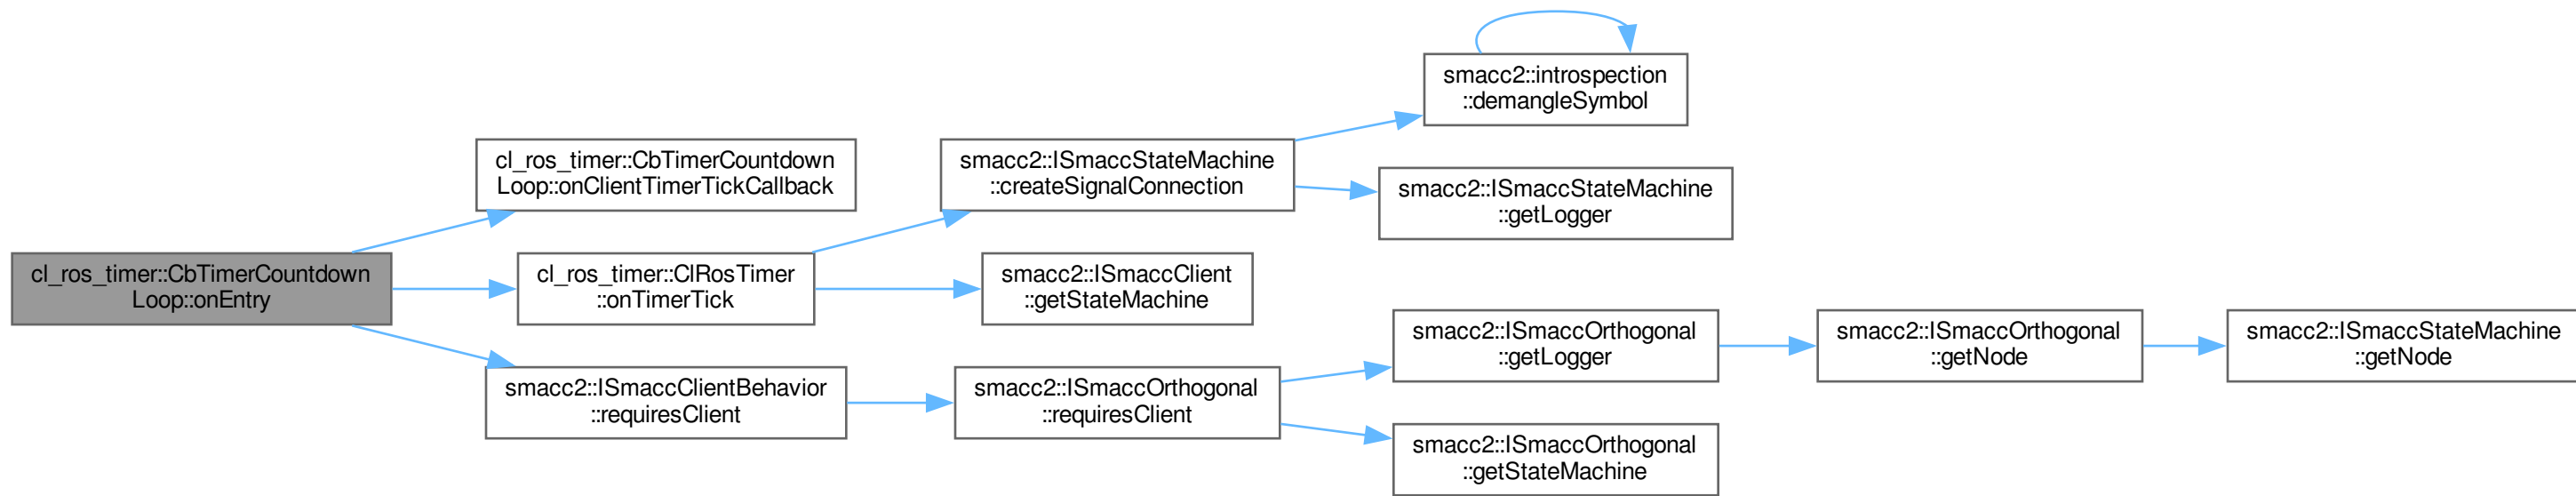 smacc2::introspection
::demangleSymbol
cl_ros_timer::CbTimerCountdown
Loop::onClientTimerTickCallback
smacc2::ISmaccStateMachine
::createSignalConnection
smacc2::ISmaccStateMachine
::getLogger
cl_ros_timer::CbTimerCountdown
Loop::onEntry
cl_ros_timer::ClRosTimer
::onTimerTick
smacc2::ISmaccClient
::getStateMachine
smacc2::ISmaccOrthogonal
::getLogger
smacc2::ISmaccOrthogonal
::getNode
smacc2::ISmaccStateMachine
::getNode
smacc2::ISmaccClientBehavior
::requiresClient
smacc2::ISmaccOrthogonal
::requiresClient
smacc2::ISmaccOrthogonal
::getStateMachine